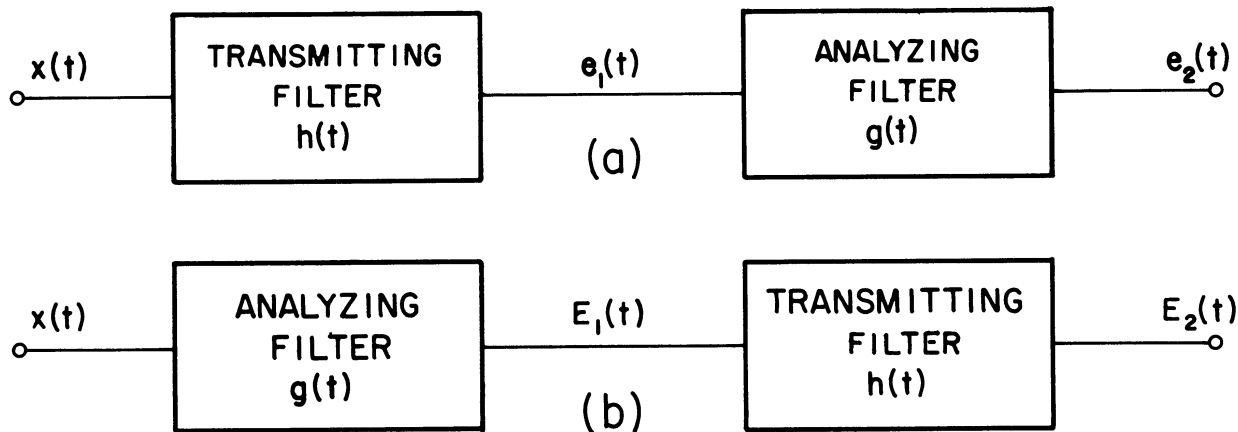 x(t)
TRANSMITTING
FILTER
h(t)
e₁(t)
ANALYZING
FILTER
g(t)
e₂(t)
(a)
x(t)
ANALYZING
FILTER
g(t)
E₁(t)
TRANSMITTING
FILTER
h(t)
E₂(t)
(b)